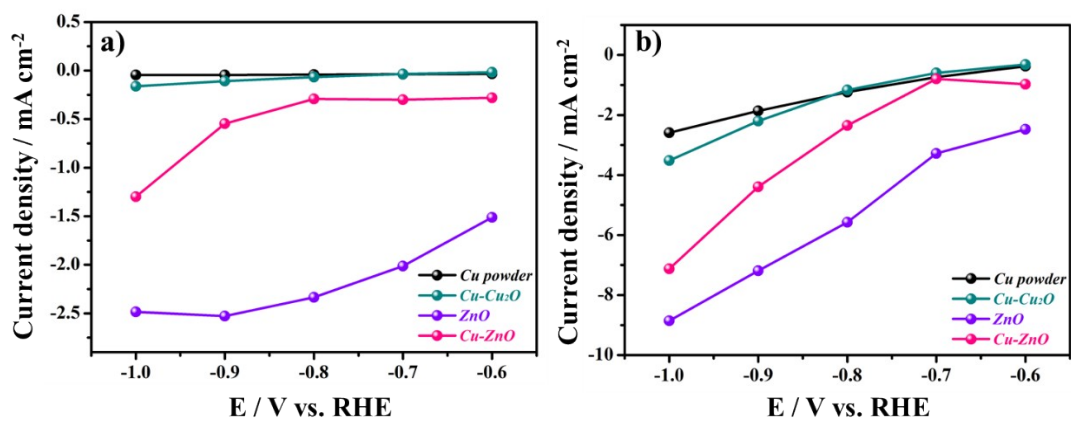 a)
Current density / mA cm⁻²
0.5
0.0
-0.5
-1.0
-1.5
-2.0
-2.5
Cu powder
Cu-Cu₂O
ZnO
Cu-ZnO
-1.0 -0.9 -0.8 -0.7 -0.6
E / V vs. RHE
b)
Current density / mA cm⁻²
0
-2
-4
-6
-8
-10
Cu powder
Cu-Cu₂O
ZnO
Cu-ZnO
-1.0 -0.9 -0.8 -0.7 -0.6
E / V vs. RHE